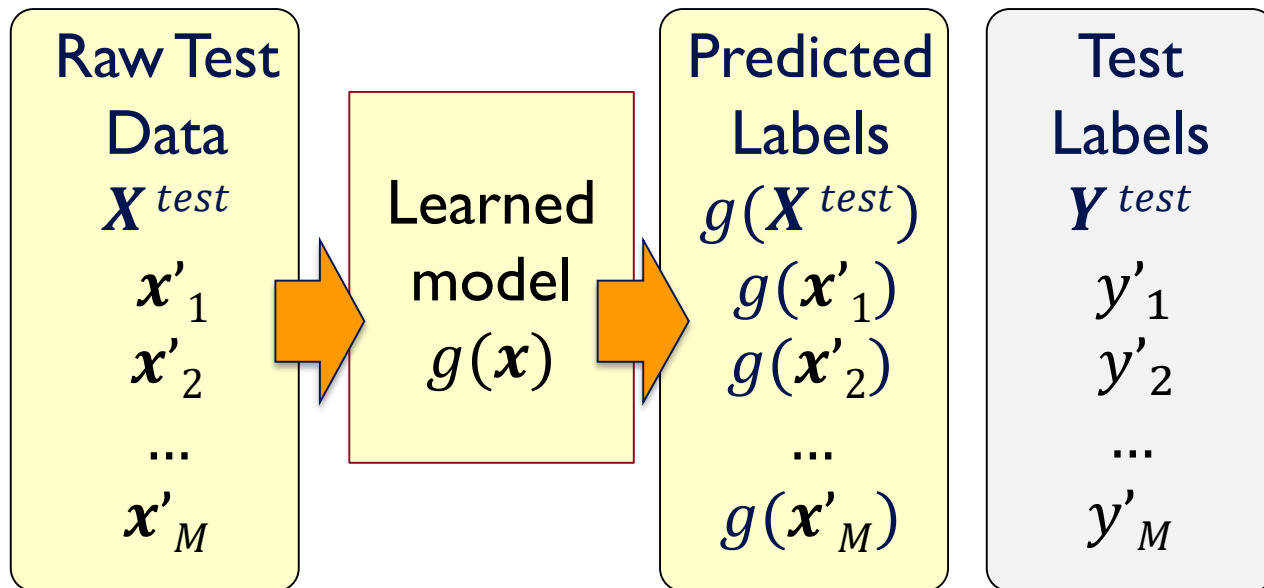 Raw Test
Data
X test
x’1
x’2
...
x’M
Learned
model
g(x)
Predicted
Labels
g(X test)
g(x’1)
g(x’2)
...
g(x’M)
Test
Labels
Y test
y’1
y’2
...
y’M